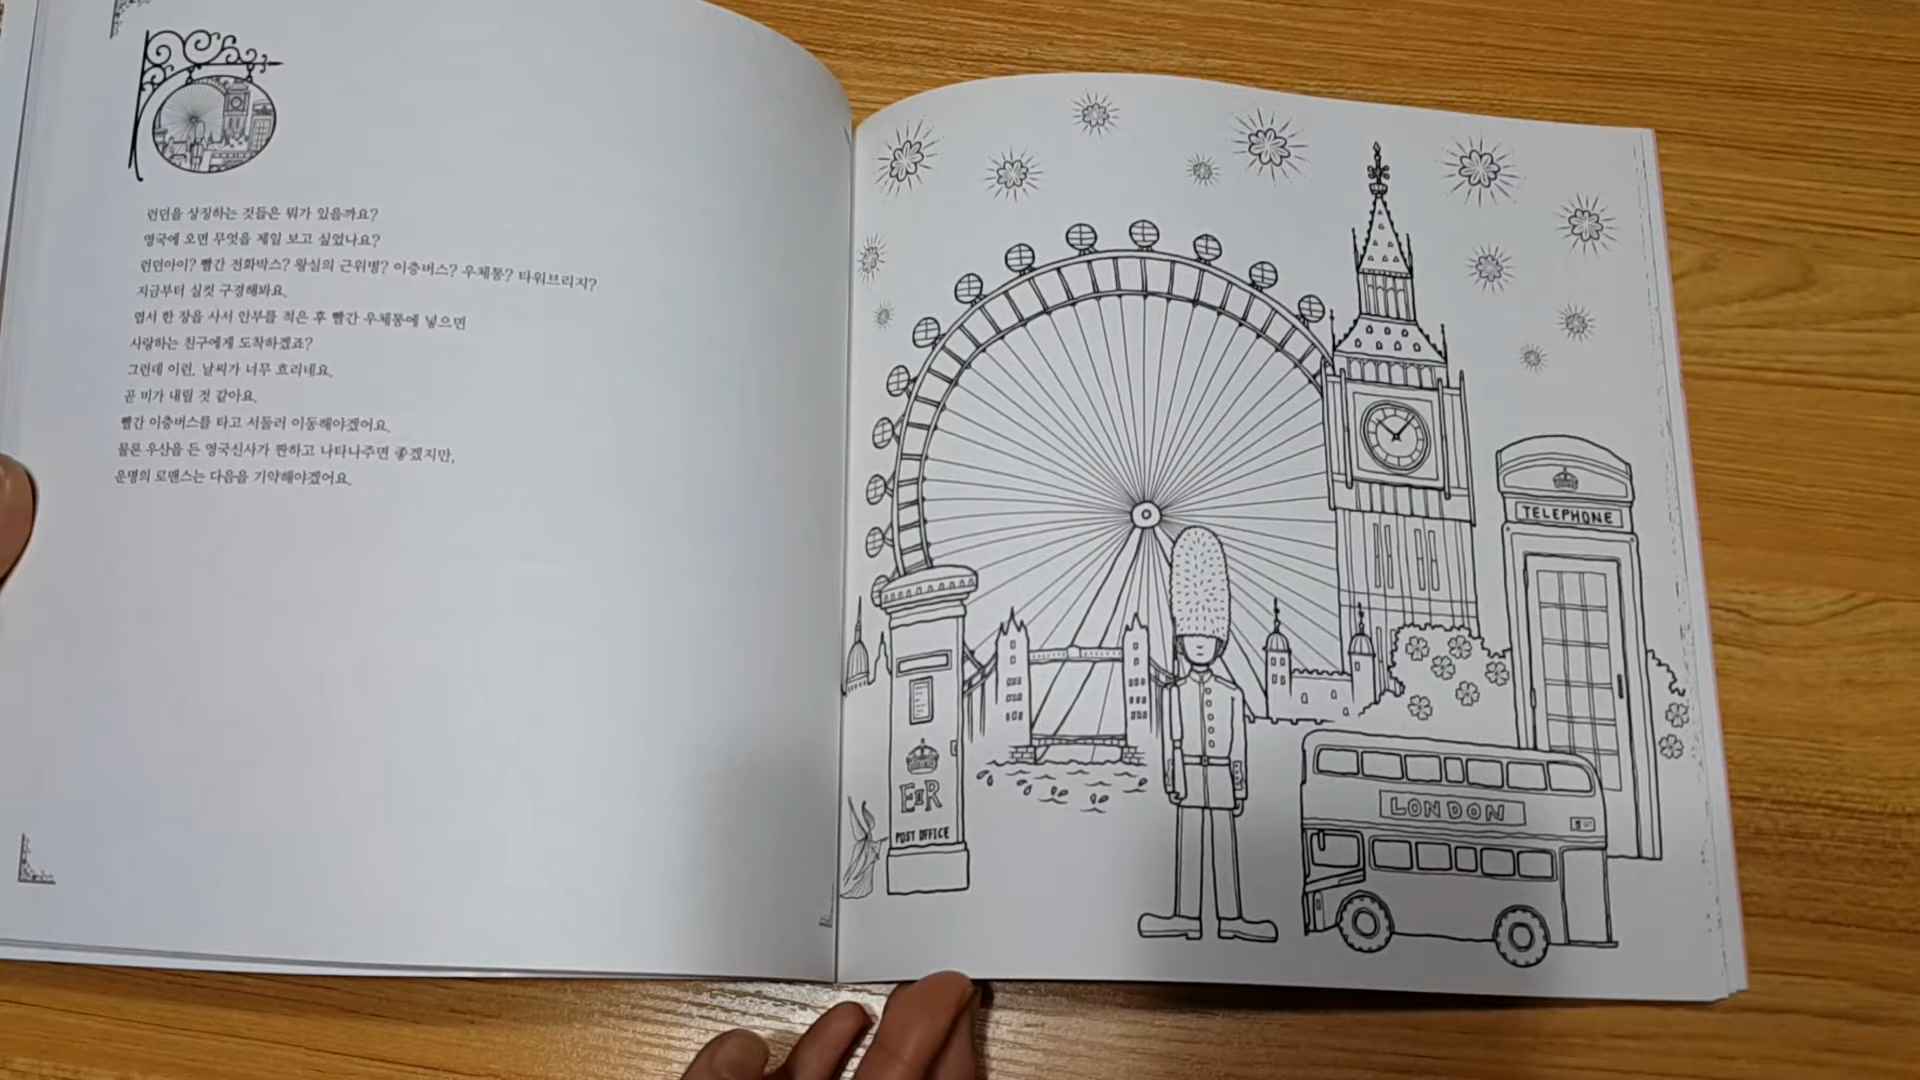 런던을 상징하는 것들은 뭐가 있을까요?
영국에 오면 무엇을 제일 보고 싶었나요?
런던아이? 빨간 전화박스? 왕실의 근위병? 이층버스? 우체통? 타워브리지?
지금부터 실컷 구경해봐요.
엽서 한 장을 사서 안부를 적은 후 빨간 우체통에 넣으면
사랑하는 친구에게 도착하겠죠?
그런데 이런, 날씨가 너무 흐리네요.
곧 비가 내릴 것 같아요.
빨간 이층버스를 타고 서둘러 이동해야겠어요.
물론 우산을 든 영국신사가 짠하고 나타나주면 좋겠지만,
운명의 로맨스는 다음을 기약해야겠어요.
TELEPHONE
LONDON
EIIR
POST OFFICE